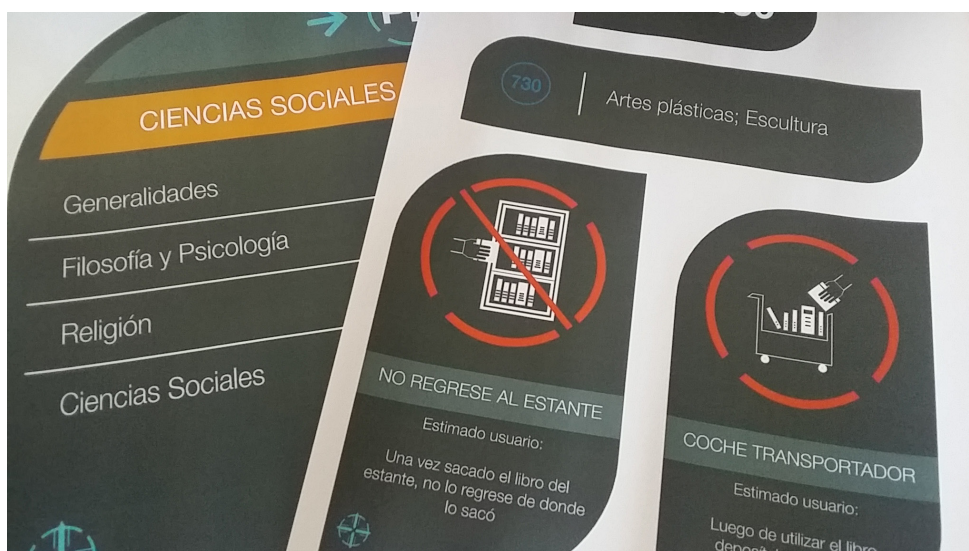 CIENCIAS SOCIALES
Generalidades
Filosofía y Psicología
Religión
Ciencias Sociales
730
Artes plásticas; Escultura
NO REGRESE AL ESTANTE
Estimado usuario:
Una vez sacado el libro del
estante, no lo regrese de donde
lo sacó
COCHE TRANSPORTADOR
Estimado usuario:
Luego de utilizar el libro